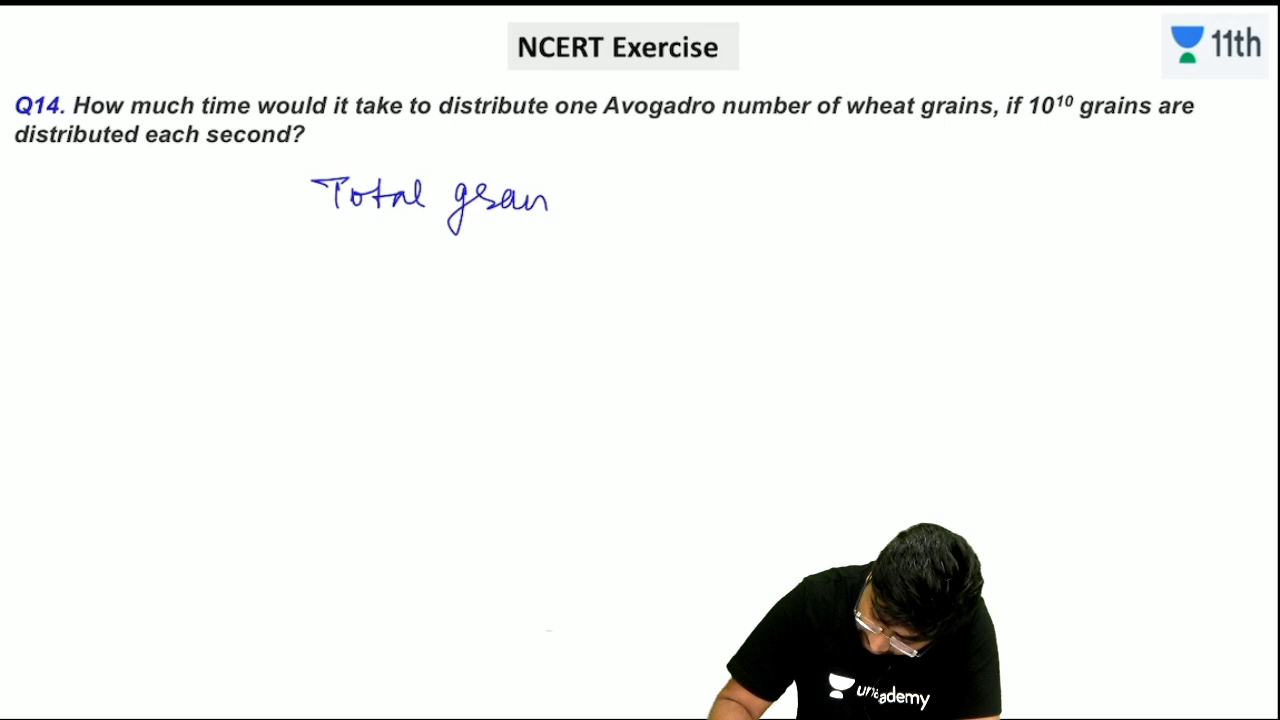 NCERT Exercise
11th
Q14. How much time would it take to distribute one Avogadro number of wheat grains, if 10¹⁰ grains are
distributed each second?
Total gran
unacademy